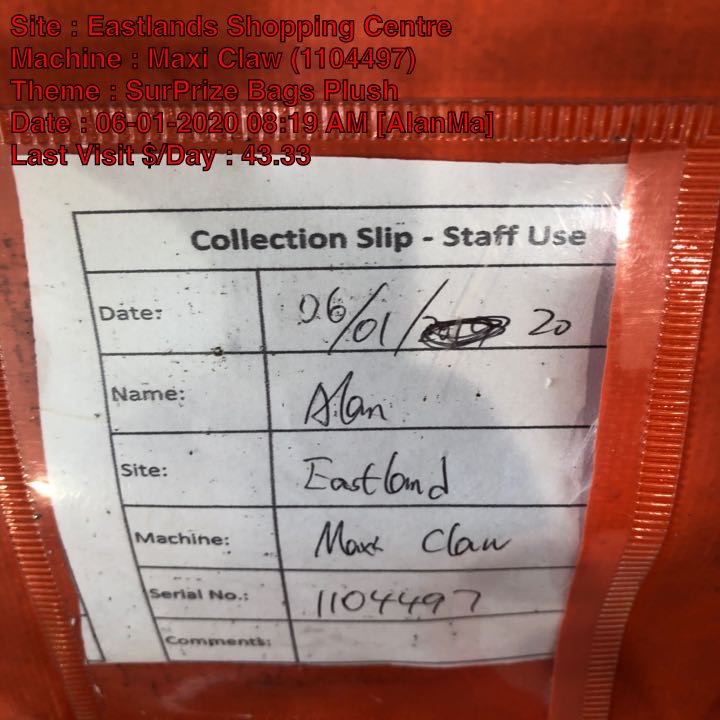 Site : Eastlands Shopping Centre
Machine : Maxi Claw (1104497)
Theme : SurPrize Bags Plush
Date : 06-01-2020 08:19 AM [AlanMa]
Last Visit $/Day : 43.33
Collection Slip - Staff Use
Date: 06/01/ 20
Name: Alan
Site: Eastland
Machine: Maxi Claw
Serial No.: 1104497
Comments: